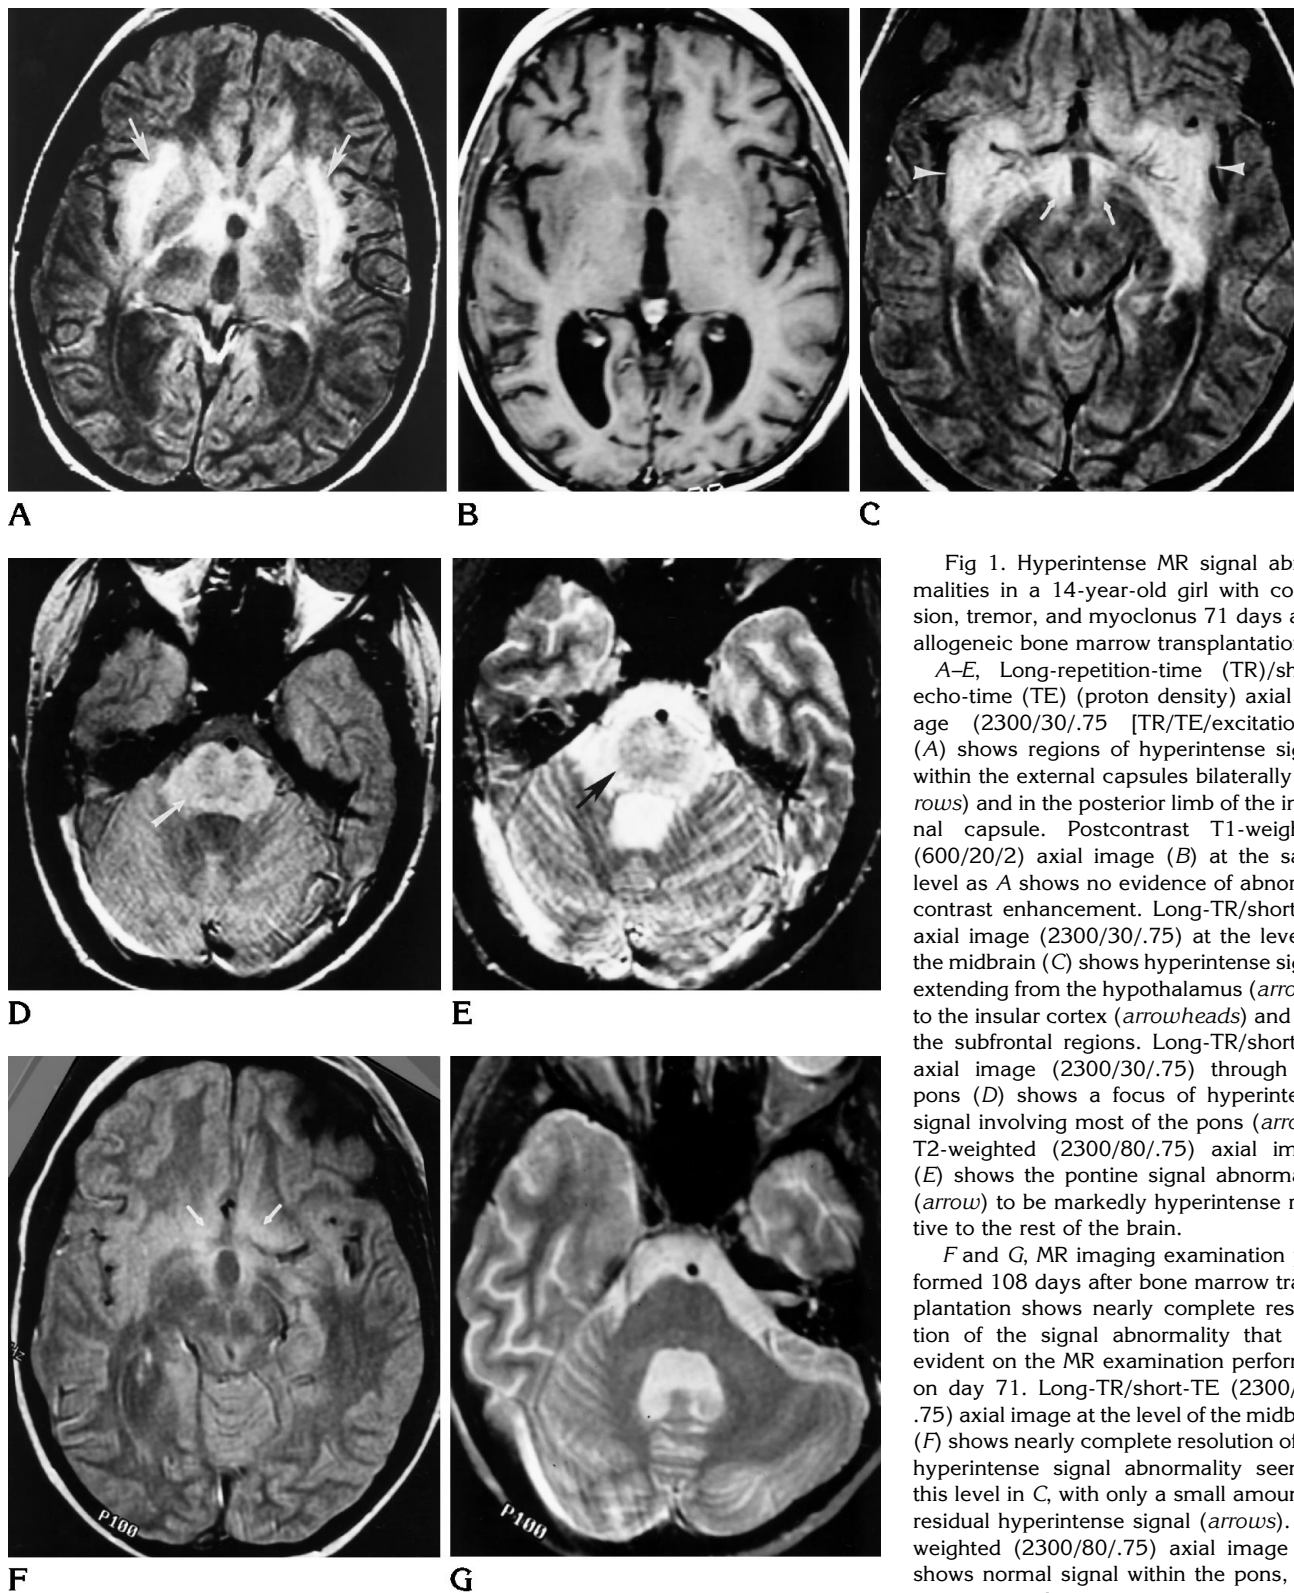 A
B
C
D
E
F
G
P100
P100
Fig 1. Hyperintense MR signal ab
malities in a 14-year-old girl with co
sion, tremor, and myoclonus 71 days a
allogeneic bone marrow transplantation
A–E, Long-repetition-time (TR)/sh
echo-time (TE) (proton density) axial
age (2300/30/.75 [TR/TE/excitatio
(A) shows regions of hyperintense sig
within the external capsules bilaterally
rows) and in the posterior limb of the in
nal capsule. Postcontrast T1-weigh
(600/20/2) axial image (B) at the sa
level as A shows no evidence of abnor
contrast enhancement. Long-TR/short
axial image (2300/30/.75) at the level
the midbrain (C) shows hyperintense sig
extending from the hypothalamus (arro
to the insular cortex (arrowheads) and
the subfrontal regions. Long-TR/short
axial image (2300/30/.75) through
pons (D) shows a focus of hyperinte
signal involving most of the pons (arro
T2-weighted (2300/80/.75) axial im
(E) shows the pontine signal abnorma
(arrow) to be markedly hyperintense r
tive to the rest of the brain.
F and G, MR imaging examination
formed 108 days after bone marrow tra
plantation shows nearly complete res
tion of the signal abnormality that
evident on the MR examination perform
on day 71. Long-TR/short-TE (2300/
.75) axial image at the level of the midb
(F) shows nearly complete resolution of
hyperintense signal abnormality seen
this level in C, with only a small amoun
residual hyperintense signal (arrows).
weighted (2300/80/.75) axial image
shows normal signal within the pons,